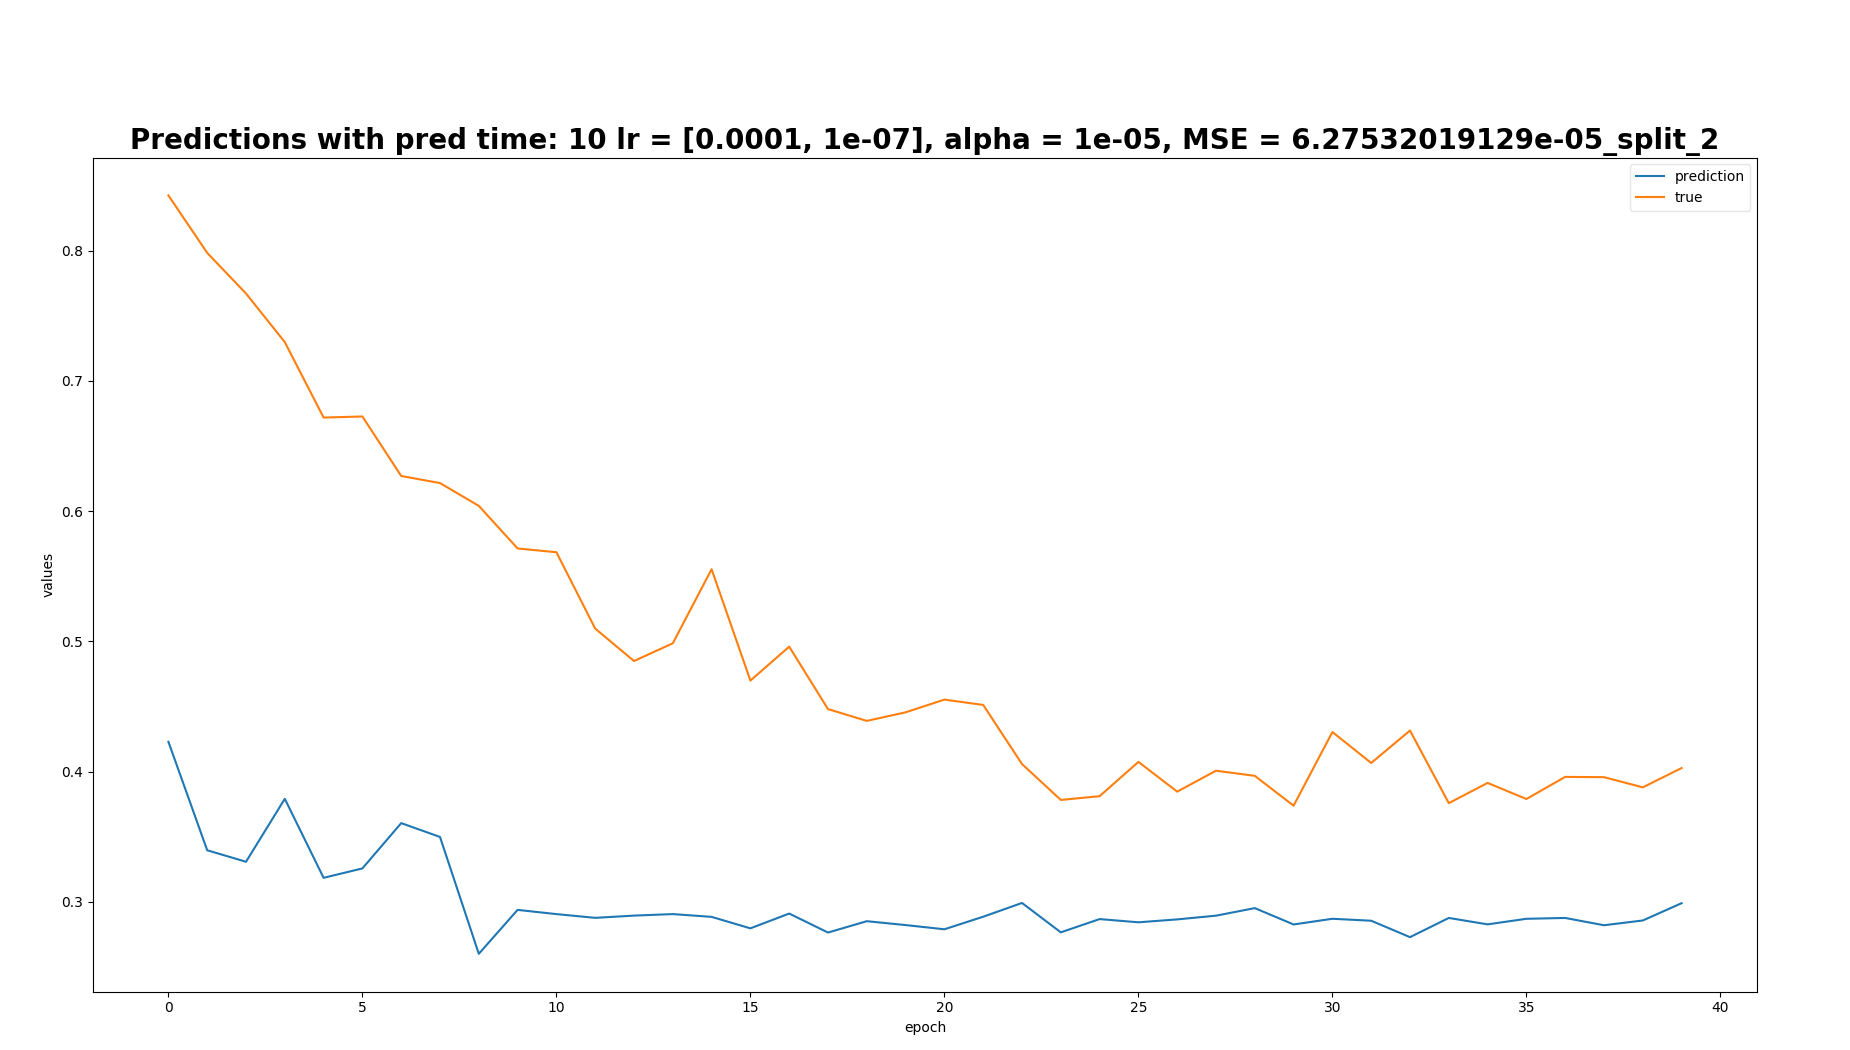 Predictions with pred time: 10 lr = [0.0001, 1e-07], alpha = 1e-05, MSE = 6.27532019129e-05_split_2
prediction
true
0.8
0.7
0.6
0.5
0.4
0.3
values
0 5 10 15 20 25 30 35 40
epoch